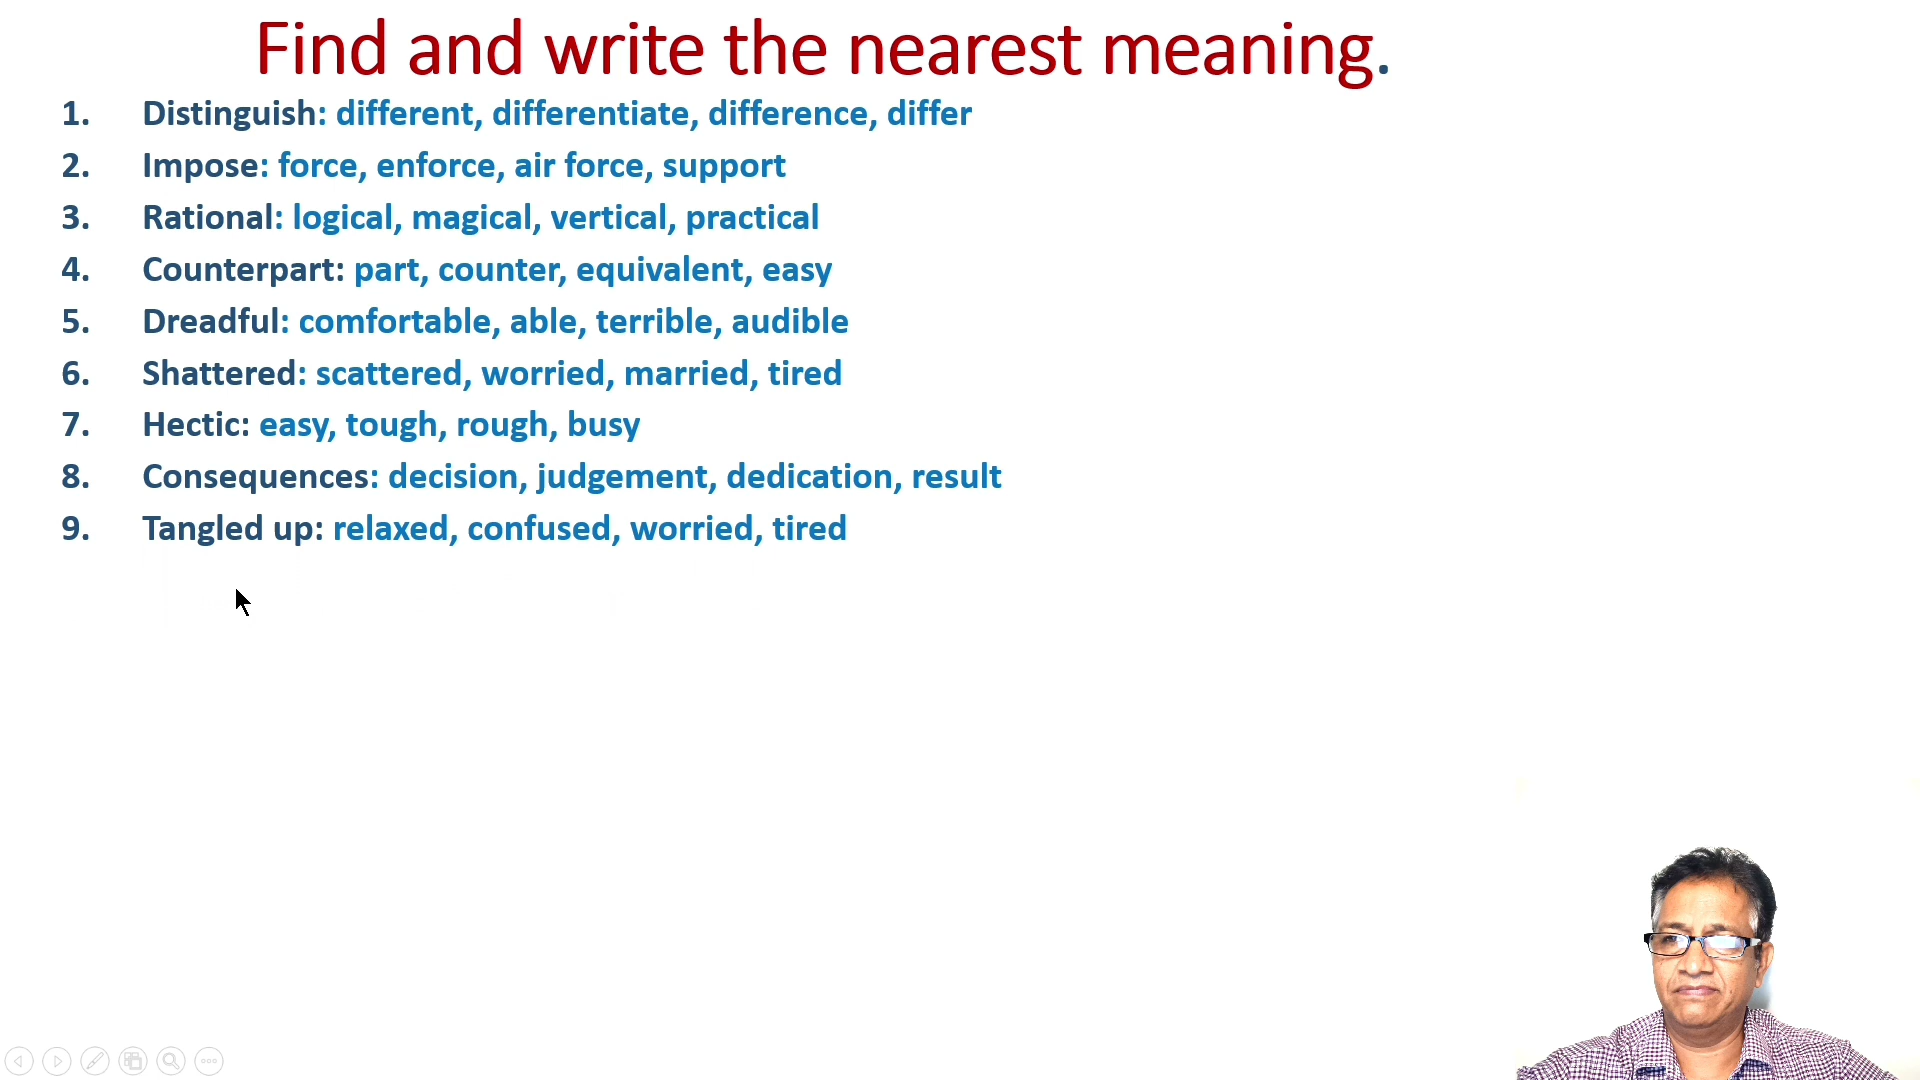 Find and write the nearest meaning.
1. Distinguish: different, differentiate, difference, differ
2. Impose: force, enforce, air force, support
3. Rational: logical, magical, vertical, practical
4. Counterpart: part, counter, equivalent, easy
5. Dreadful: comfortable, able, terrible, audible
6. Shattered: scattered, worried, married, tired
7. Hectic: easy, tough, rough, busy
8. Consequences: decision, judgement, dedication, result
9. Tangled up: relaxed, confused, worried, tired